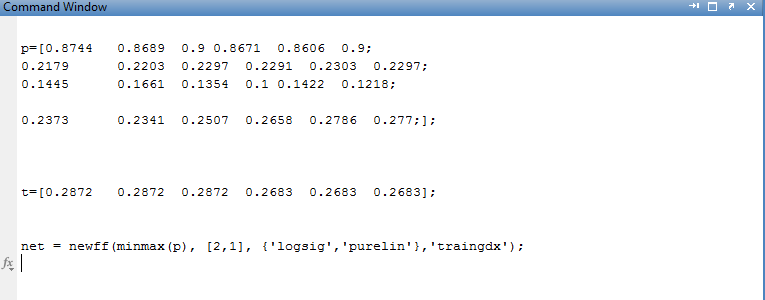 Command Window
p=[0.8744 0.8689 0.9 0.8671 0.8606 0.9;
0.2179 0.2203 0.2297 0.2291 0.2303 0.2297;
0.1445 0.1661 0.1354 0.1 0.1422 0.1218;
0.2373 0.2341 0.2507 0.2658 0.2786 0.277;];
t=[0.2872 0.2872 0.2872 0.2683 0.2683 0.2683];
net = newff(minmax(p), [2,1], {'logsig','purelin'},'traingdx');
fx